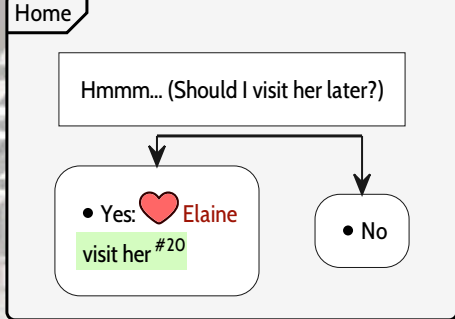 Home
Hmmm... (Should I visit her later?)
• Yes: Elaine
visit her #20
• No